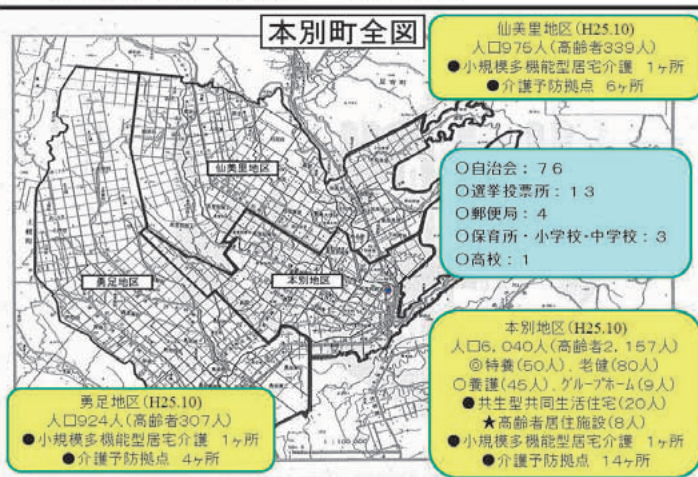 本別町全図
仙美里地区(H25.10)
人口975人(高齢者339人)
●小規模多機能型居宅介護 1ヶ所
●介護予防拠点 6ヶ所
足寄町
仙美里地区
○自治会：76
○選挙投票所：13
○郵便局：4
○保育所・小学校・中学校：3
○高校：1
士幌町
勇足地区
本別地区
本別地区(H25.10)
人口6,040人(高齢者2,157人)
◎特養(50人)、老健(80人)
○養護(45人)、グループホーム(9人)
●共生型共同生活住宅(20人)
★高齢者居住施設(8人)
●小規模多機能型居宅介護 1ヶ所
●介護予防拠点 14ヶ所
勇足地区(H25.10)
人口924人(高齢者307人)
●小規模多機能型居宅介護 1ヶ所
●介護予防拠点 4ヶ所